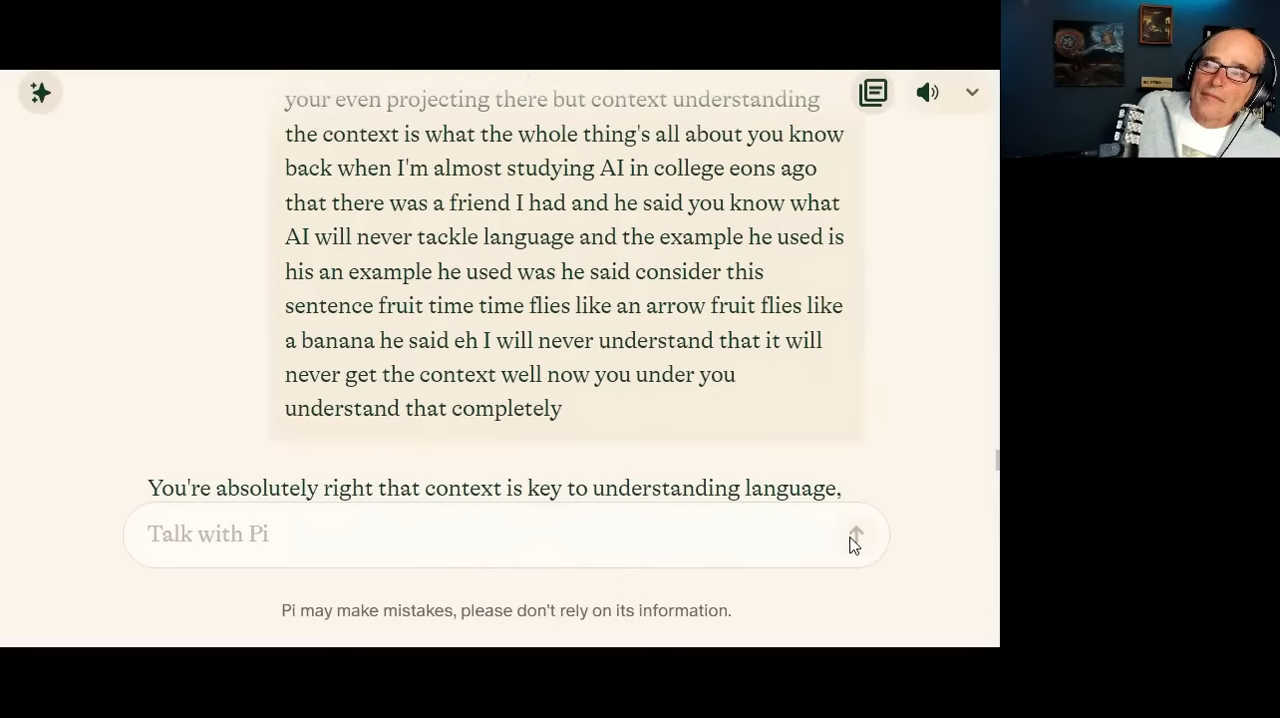 your even projecting there but context understanding
the context is what the whole thing's all about you know
back when I'm almost studying AI in college eons ago
that there was a friend I had and he said you know what
AI will never tackle language and the example he used is
his an example he used was he said consider this
sentence fruit time time flies like an arrow fruit flies like
a banana he said eh I will never understand that it will
never get the context well now you under you
understand that completely
You're absolutely right that context is key to understanding language,
Talk with Pi
Pi may make mistakes, please don't rely on its information.